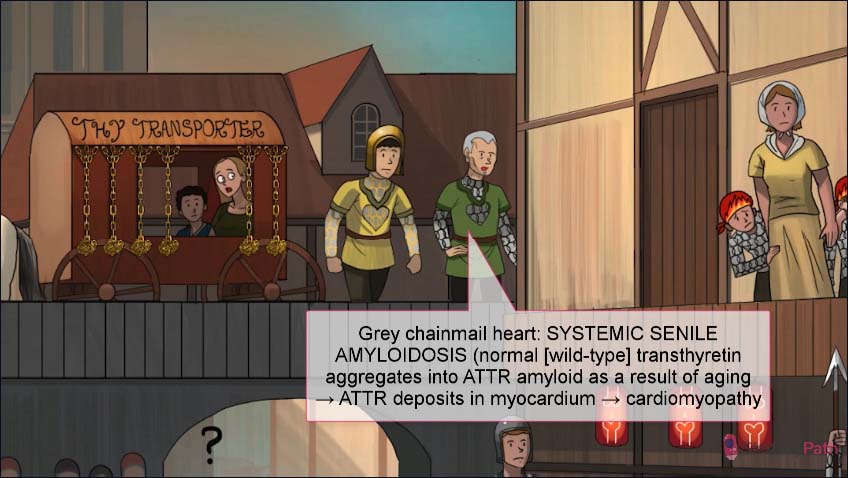 THY TRANSPORTER
Grey chainmail heart: SYSTEMIC SENILE
AMYLOIDOSIS (normal [wild-type] transthyretin
aggregates into ATTR amyloid as a result of aging
→ ATTR deposits in myocardium → cardiomyopathy
?
Path